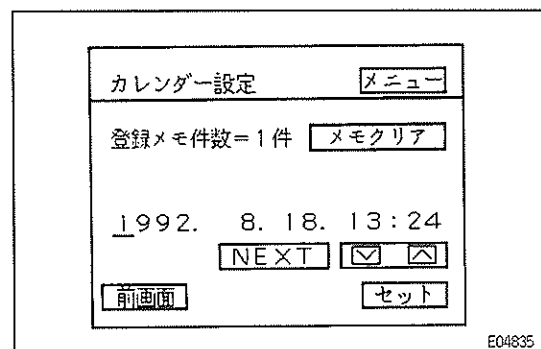 カレンダー設定 メニュー
登録メモ件数=1件 メモクリア
1992. 8. 18. 13:24
NEXT ∨ ∧
前画面 セット
E04835